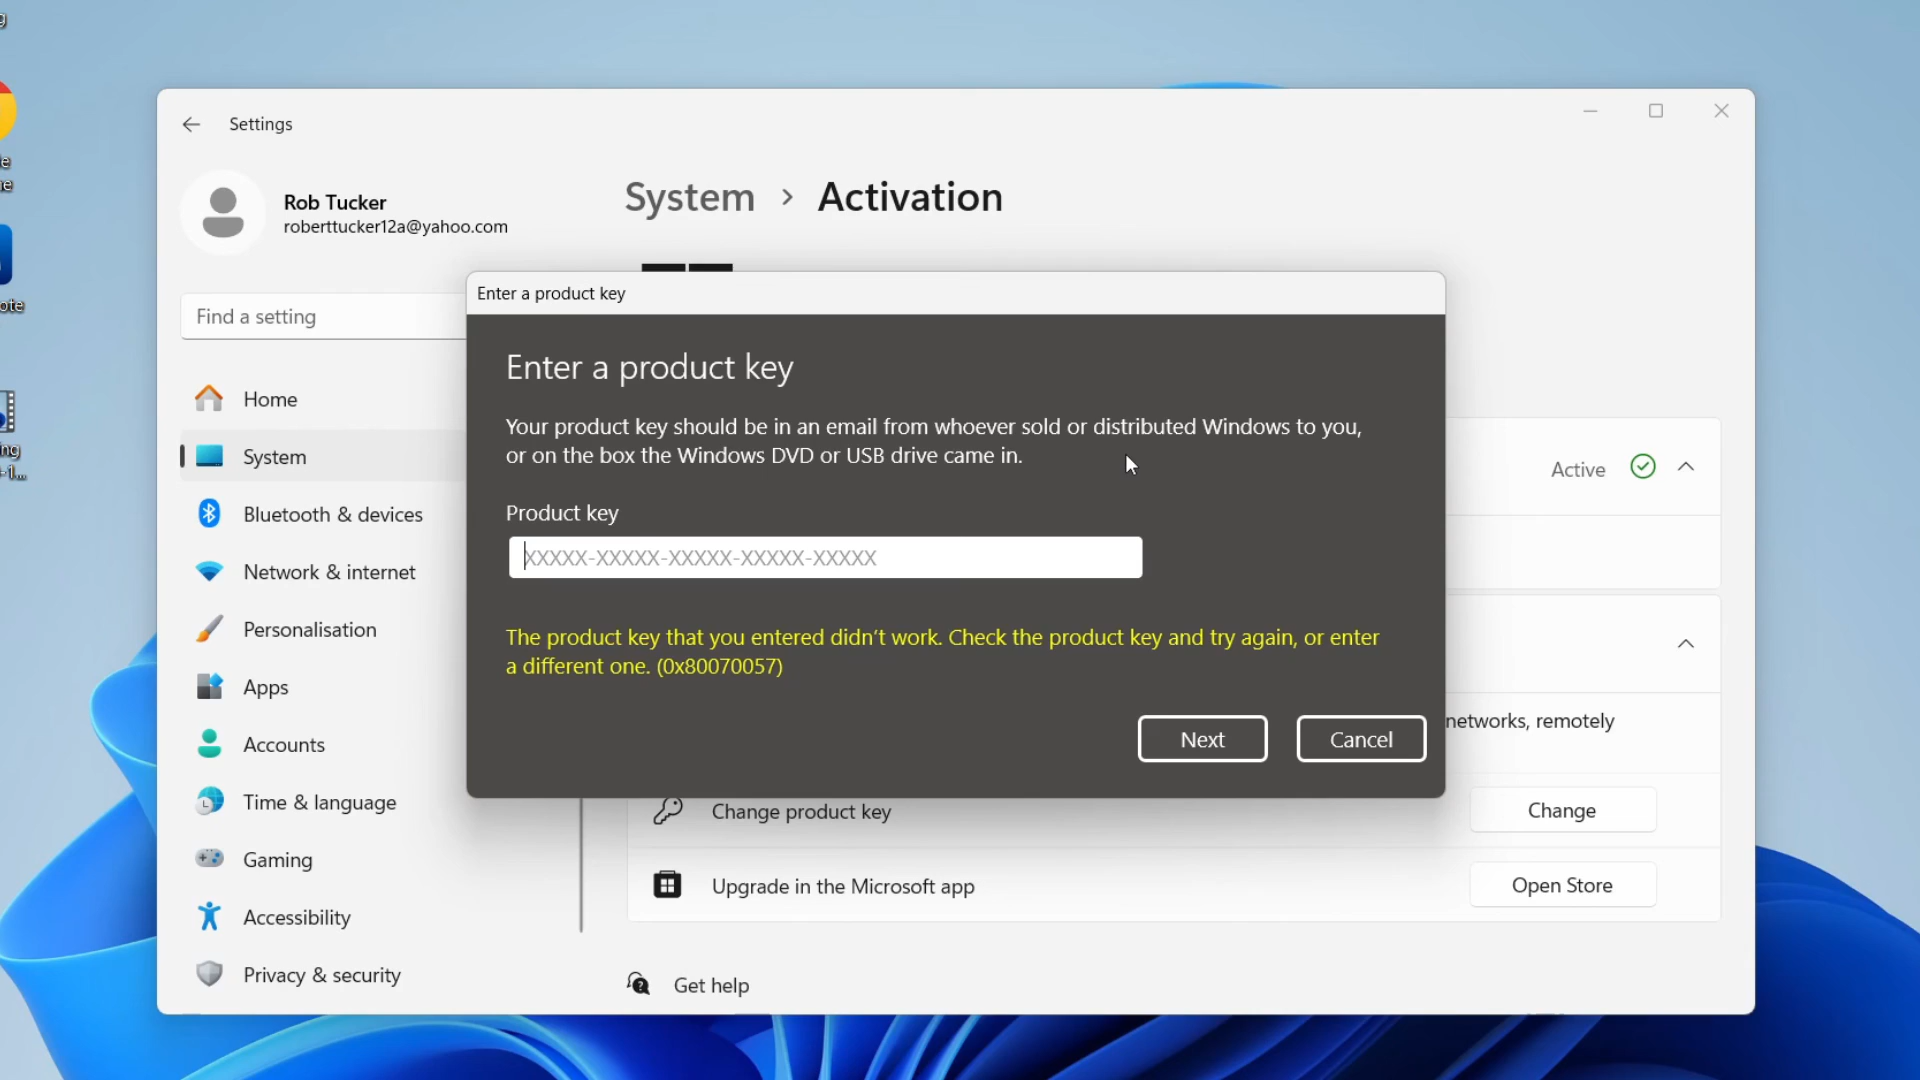 g
Settings
Rob Tucker
roberttucker12a@yahoo.com
System > Activation
Find a setting
Enter a product key
Enter a product key
Your product key should be in an email from whoever sold or distributed Windows to you,
or on the box the Windows DVD or USB drive came in.
Product key
XXXXX-XXXXX-XXXXX-XXXXX-XXXXX
The product key that you entered didn't work. Check the product key and try again, or enter
a different one. (0x80070057)
Next
Cancel
Home
System
Bluetooth & devices
Network & internet
Personalisation
Apps
Accounts
Time & language
Gaming
Accessibility
Privacy & security
Active
networks, remotely
Change product key
Change
Upgrade in the Microsoft app
Open Store
Get help
e
ne
ote
ng
-1...